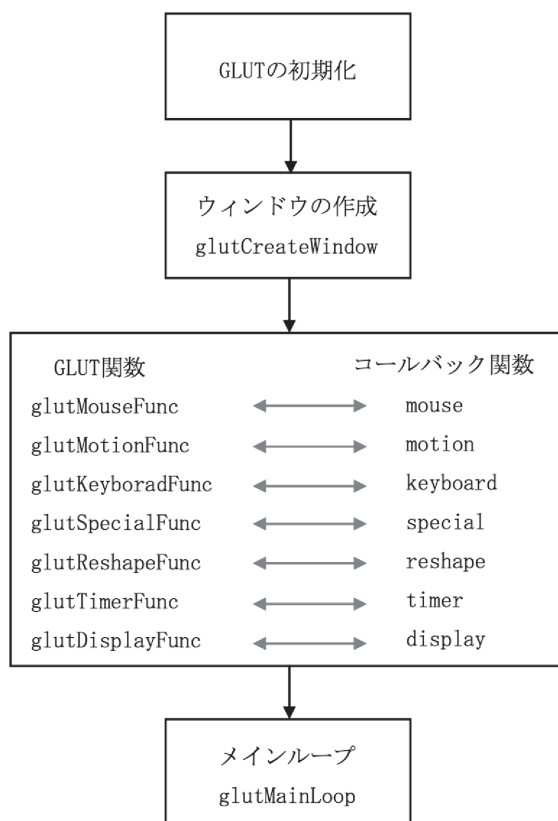 GLUTの初期化
ウィンドウの作成
glutCreateWindow
GLUT関数 コールバック関数
glutMouseFunc mouse
glutMotionFunc motion
glutKeyboradFunc keyboard
glutSpecialFunc special
glutReshapeFunc reshape
glutTimerFunc timer
glutDisplayFunc display
メインループ
glutMainLoop